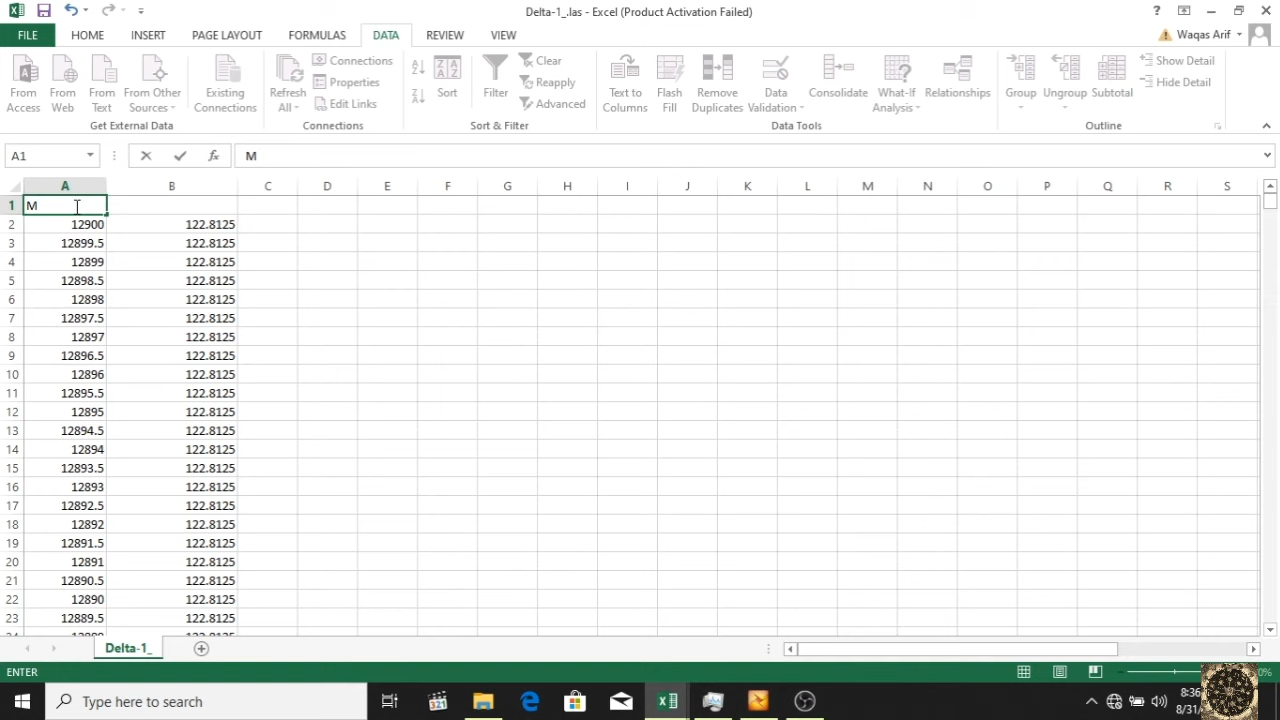 Delta-1_.las - Excel (Product Activation Failed)
FILE HOME INSERT PAGE LAYOUT FORMULAS DATA REVIEW VIEW Waqas Arif
From Access From Web From Text From Other Sources Existing Connections
Get External Data
Refresh All Connections Properties Edit Links
Connections
Sort Filter Clear Reapply Advanced
Sort & Filter
Text to Columns Flash Fill Remove Duplicates Data Validation Consolidate What-If Analysis Relationships
Data Tools
Group Ungroup Subtotal Show Detail Hide Detail
Outline
A1 fx M
A B C D E F G H I J K L M N O P Q R S
1 M
2 12900 122.8125
3 12899.5 122.8125
4 12899 122.8125
5 12898.5 122.8125
6 12898 122.8125
7 12897.5 122.8125
8 12897 122.8125
9 12896.5 122.8125
10 12896 122.8125
11 12895.5 122.8125
12 12895 122.8125
13 12894.5 122.8125
14 12894 122.8125
15 12893.5 122.8125
16 12893 122.8125
17 12892.5 122.8125
18 12892 122.8125
19 12891.5 122.8125
20 12891 122.8125
21 12890.5 122.8125
22 12890 122.8125
23 12889.5 122.8125
Delta-1_
ENTER
Type here to search
8:36
8/31/